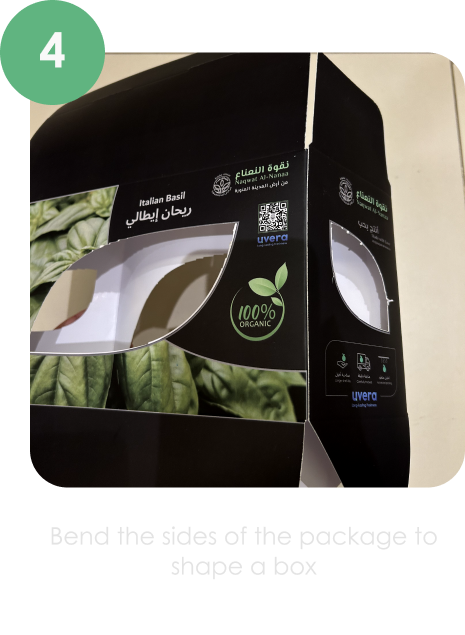 4
Italian Basil
ريحان إيطالي
نقوة النعناع
Naqwat Al-Nanaa
من أرض المدينة المنورة
uvera
100%
ORGANIC
نقوة النعناع
Naqwat Al-Nanaa
uvera
Bend the sides of the package to
shape a box